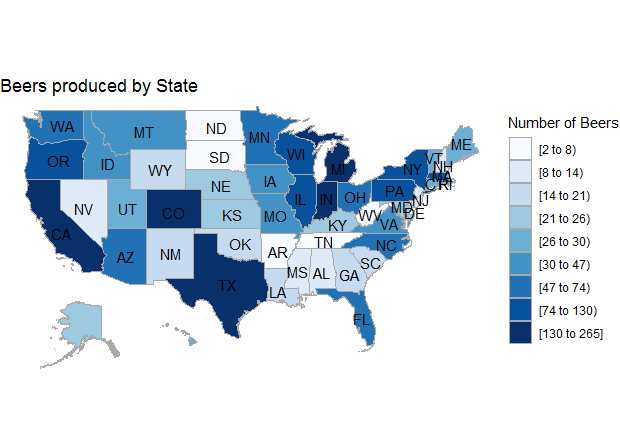 Beers produced by State
Number of Beers
[2 to 8)
[8 to 14)
[14 to 21)
[21 to 26)
[26 to 30)
[30 to 47)
[47 to 74)
[74 to 130)
[130 to 265]
WA
MT
ND
MN
ME
OR
ID
WY
SD
WI
MI
NY
VT
NH
MA
CT
RI
NV
UT
CO
NE
IA
IL
IN
OH
PA
NJ
CA
KS
MO
KY
WV
VA
MD
DE
AZ
NM
OK
AR
TN
NC
TX
LA
MS
AL
GA
SC
FL